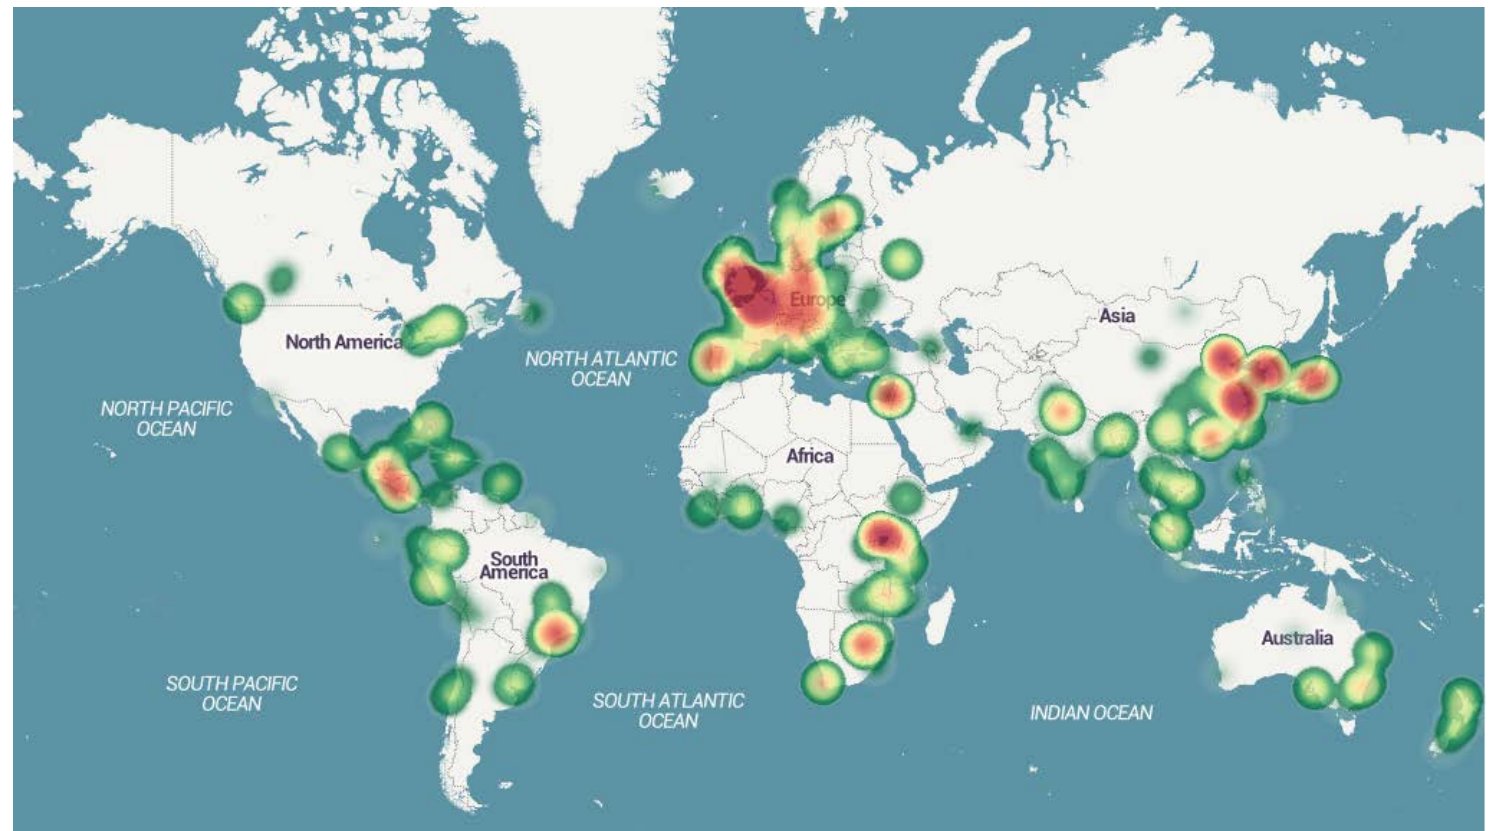 Europe
Asia
North America
NORTH ATLANTIC
OCEAN
NORTH PACIFIC
OCEAN
Africa
South
America
Australia
SOUTH PACIFIC
OCEAN
SOUTH ATLANTIC
OCEAN
INDIAN OCEAN